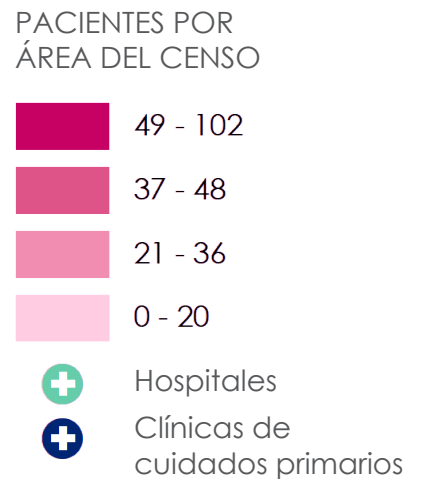 PACIENTES POR
ÁREA DEL CENSO
49 - 102
37 - 48
21 - 36
0 - 20
Hospitales
Clínicas de
cuidados primarios